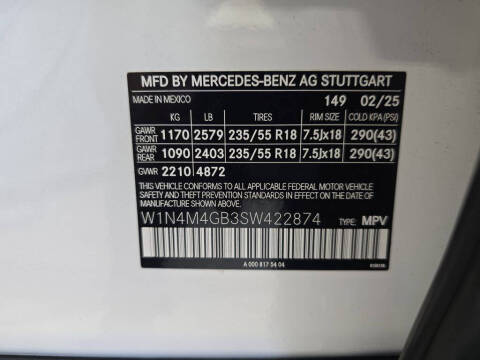 MFD BY MERCEDES-BENZ AG STUTTGART
MADE IN MEXICO 149 02/25
KG LB TIRES RIM SIZE COLD KPA(PSI)
GAWR FRONT 1170 2579 235/55 R18 7.5Jx18 290(43)
GAWR REAR 1090 2403 235/55 R18 7.5Jx18 290(43)
GVWR 2210 4872
THIS VEHICLE CONFORMS TO ALL APPLICABLE FEDERAL MOTOR VEHICLE
SAFETY AND THEFT PREVENTION STANDARDS IN EFFECT
ON THE DATE OF MANUFACTURE SHOWN ABOVE.
W1N4M4GB3SW422874 TYPE: MPV
A 000 817 54 04